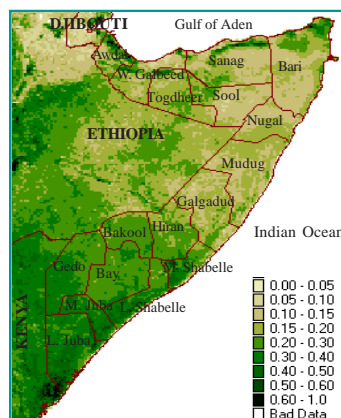 DJIBOUTI Gulf of Aden
Awdal
Sanag
Bari
W. Galbeed
Togdheer
Sool
Nugal
ETHIOPIA
Mudug
Galgadud
Indian Ocean
Hiran
Bakool
Gedo
Bay
M. Shabelle
M. Juba
L. Shabelle
KENYA
L. Juba
0.00 - 0.05
0.05 - 0.10
0.10 - 0.15
0.15 - 0.20
0.20 - 0.30
0.30 - 0.40
0.40 - 0.50
0.50 - 0.60
0.60 - 1.0
Bad Data